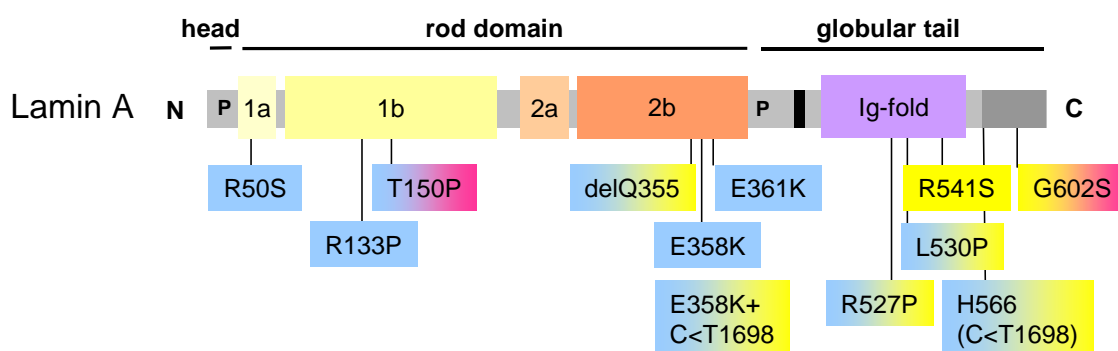 head rod domain globular tail
Lamin A N P 1a 1b 2a 2b P Ig-fold C
R50S T150P delQ355 E361K R541S G602S
R133P E358K L530P
E358K+ R527P H566
C<T1698 (C<T1698)